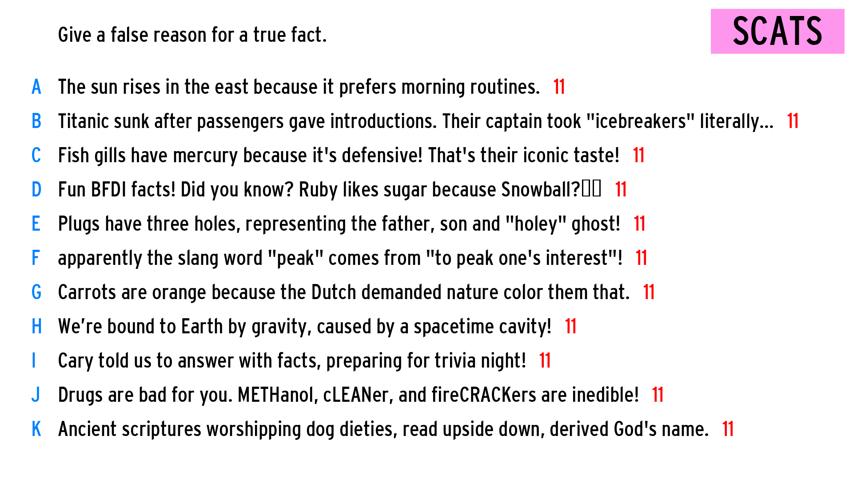 Give a false reason for a true fact.
SCATS
A The sun rises in the east because it prefers morning routines. 11
B Titanic sunk after passengers gave introductions. Their captain took "icebreakers" literally... 11
C Fish gills have mercury because it's defensive! That's their iconic taste! 11
D Fun BFDI facts! Did you know? Ruby likes sugar because Snowball?▯▯ 11
E Plugs have three holes, representing the father, son and "holey" ghost! 11
F apparently the slang word "peak" comes from "to peak one's interest"! 11
G Carrots are orange because the Dutch demanded nature color them that. 11
H We’re bound to Earth by gravity, caused by a spacetime cavity! 11
I Cary told us to answer with facts, preparing for trivia night! 11
J Drugs are bad for you. METHanol, cLEANer, and fireCRACKers are inedible! 11
K Ancient scriptures worshipping dog dieties, read upside down, derived God's name. 11